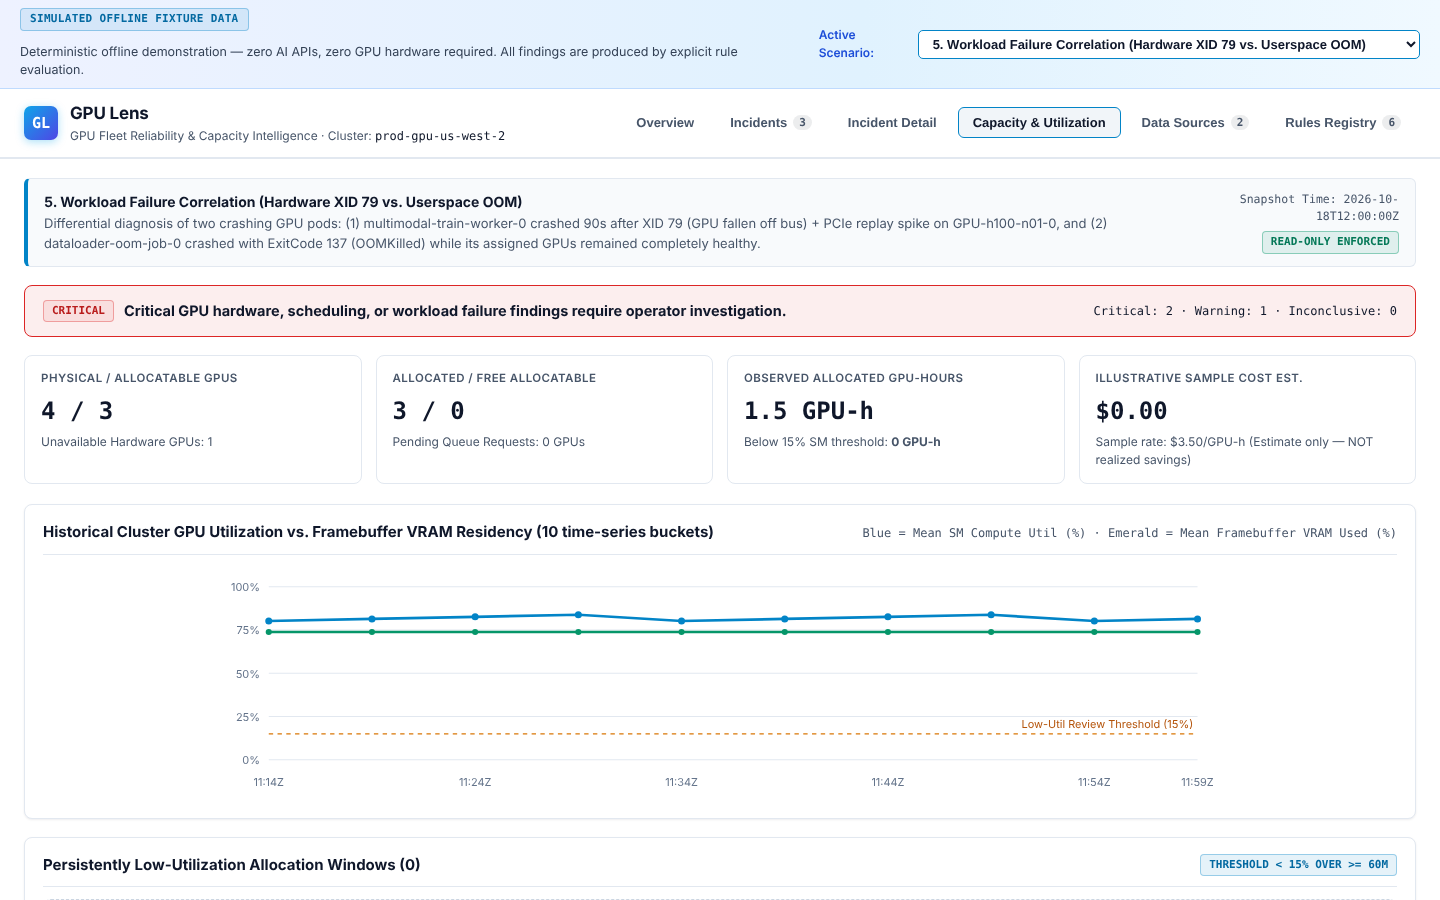 SIMULATED OFFLINE FIXTURE DATA
Deterministic offline demonstration — zero AI APIs, zero GPU hardware required. All findings are produced by explicit rule
evaluation.
Active
Scenario:
5. Workload Failure Correlation (Hardware XID 79 vs. Userspace OOM)
GL
GPU Lens
GPU Fleet Reliability & Capacity Intelligence · Cluster: prod-gpu-us-west-2
Overview
Incidents 3
Incident Detail
Capacity & Utilization
Data Sources 2
Rules Registry 6
5. Workload Failure Correlation (Hardware XID 79 vs. Userspace OOM)
Differential diagnosis of two crashing GPU pods: (1) multimodal-train-worker-0 crashed 90s after XID 79 (GPU fallen off bus) + PCIe replay spike on GPU-h100-n01-0, and (2)
dataloader-oom-job-0 crashed with ExitCode 137 (OOMKilled) while its assigned GPUs remained completely healthy.
Snapshot Time: 2026-10-
18T12:00:00Z
READ-ONLY ENFORCED
CRITICAL
Critical GPU hardware, scheduling, or workload failure findings require operator investigation.
Critical: 2 · Warning: 1 · Inconclusive: 0
PHYSICAL / ALLOCATABLE GPUS
4 / 3
Unavailable Hardware GPUs: 1
ALLOCATED / FREE ALLOCATABLE
3 / 0
Pending Queue Requests: 0 GPUs
OBSERVED ALLOCATED GPU-HOURS
1.5 GPU-h
Below 15% SM threshold: 0 GPU-h
ILLUSTRATIVE SAMPLE COST EST.
$0.00
Sample rate: $3.50/GPU-h (Estimate only — NOT
realized savings)
Historical Cluster GPU Utilization vs. Framebuffer VRAM Residency (10 time-series buckets)
Blue = Mean SM Compute Util (%) · Emerald = Mean Framebuffer VRAM Used (%)
100%
75%
50%
25%
Low-Util Review Threshold (15%)
0%
11:14Z
11:24Z
11:34Z
11:44Z
11:54Z
11:59Z
Persistently Low-Utilization Allocation Windows (0)
THRESHOLD < 15% OVER >= 60M